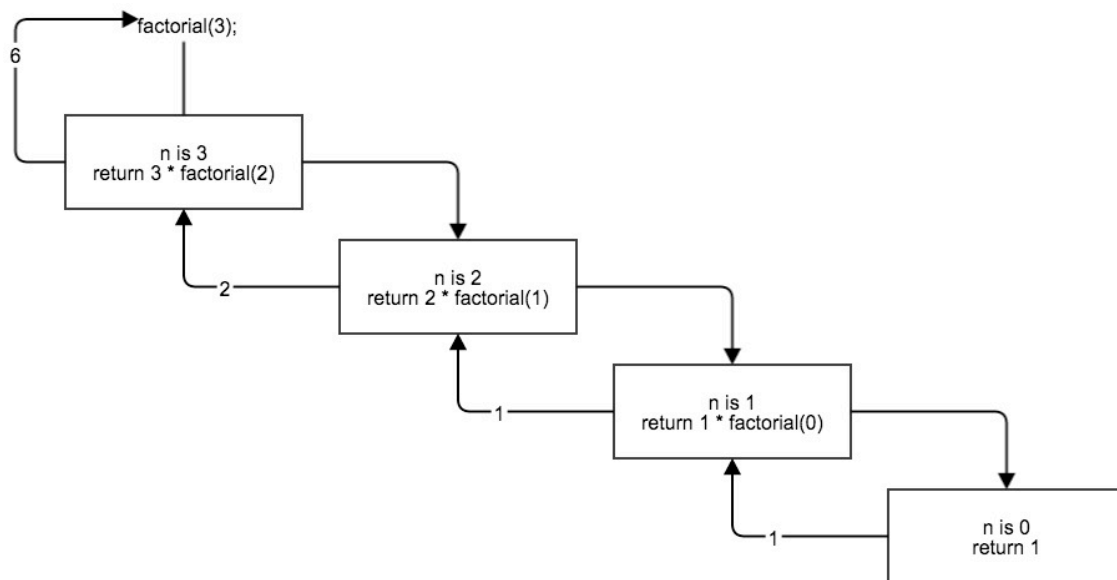 factorial(3);
6
n is 3
return 3 * factorial(2)
2
n is 2
return 2 * factorial(1)
1
n is 1
return 1 * factorial(0)
1
n is 0
return 1